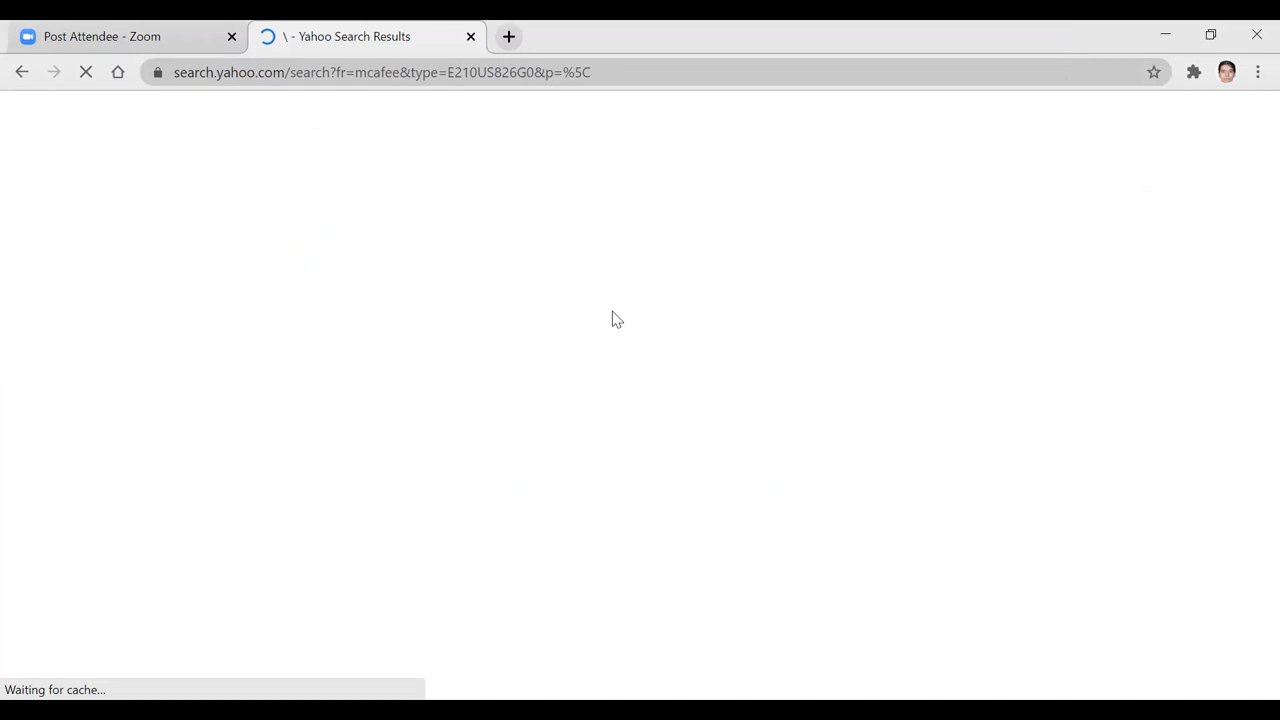 Post Attendee - Zoom
\ - Yahoo Search Results
search.yahoo.com/search?fr=mcafee&type=E210US826G0&p=%5C
Waiting for cache...